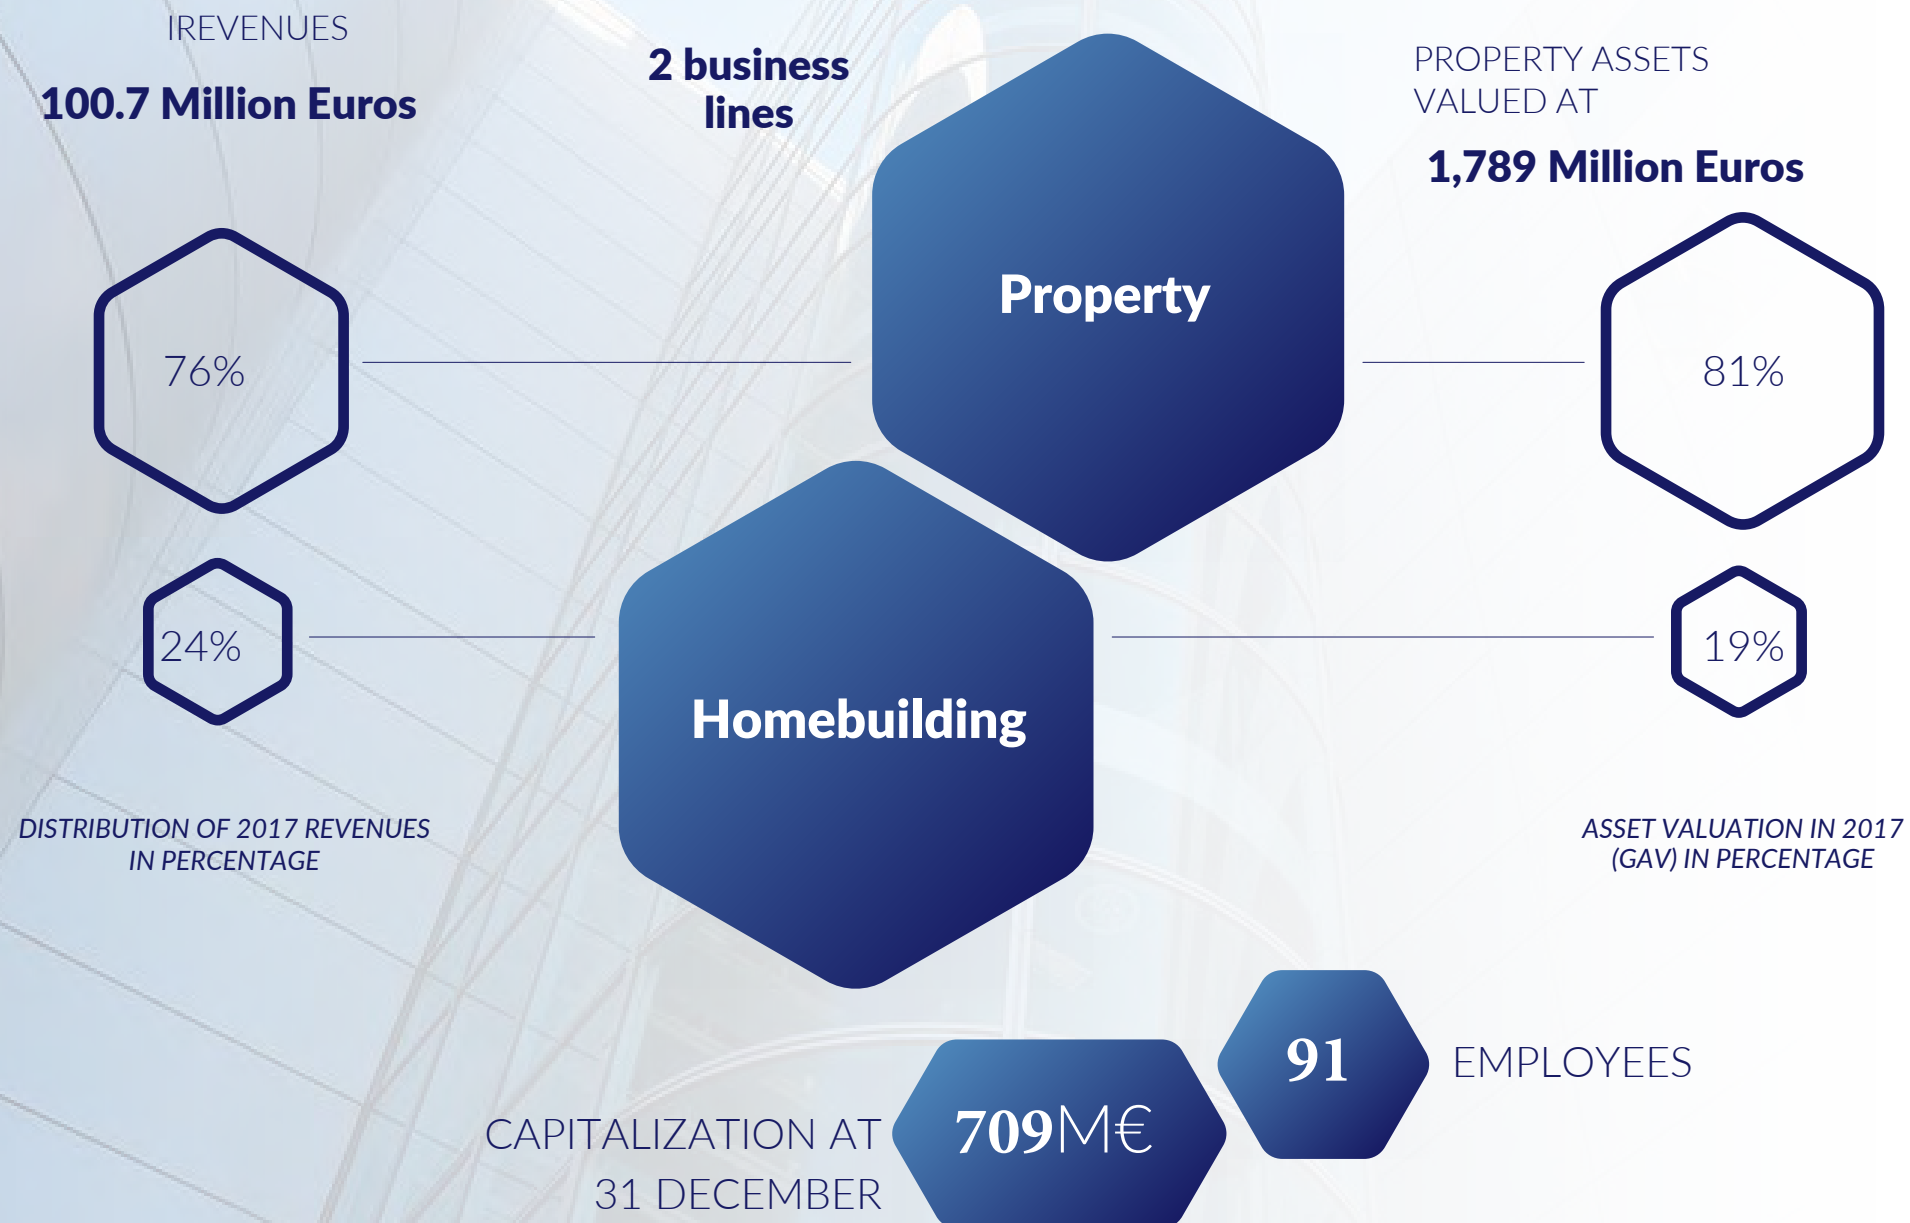 IREVENUES
100.7 Million Euros
2 business
lines
PROPERTY ASSETS
VALUED AT
1,789 Million Euros
Property
76%
81%
Homebuilding
24%
19%
DISTRIBUTION OF 2017 REVENUES
IN PERCENTAGE
ASSET VALUATION IN 2017
(GAV) IN PERCENTAGE
91
EMPLOYEES
CAPITALIZATION AT
31 DECEMBER
709M€